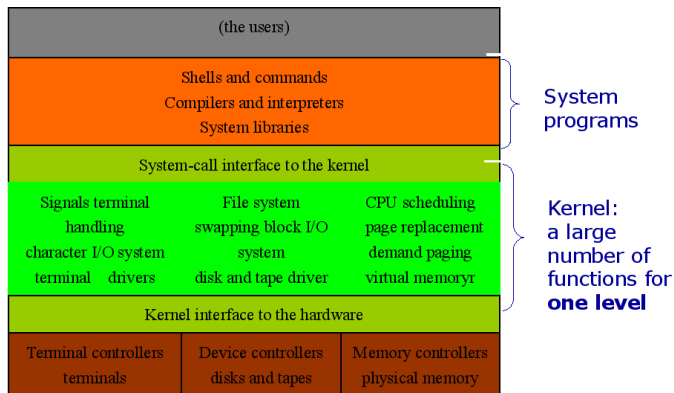 (the users)
Shells and commands
Compilers and interpreters
System libraries
System programs
System-call interface to the kernel
Signals terminal
handling
character I/O system
terminal drivers
File system
swapping block I/O
system
disk and tape driver
CPU scheduling
page replacement
demand paging
virtual memoryr
Kernel:
a large
number of
functions for
one level
Kernel interface to the hardware
Terminal controllers
terminals
Device controllers
disks and tapes
Memory controllers
physical memory